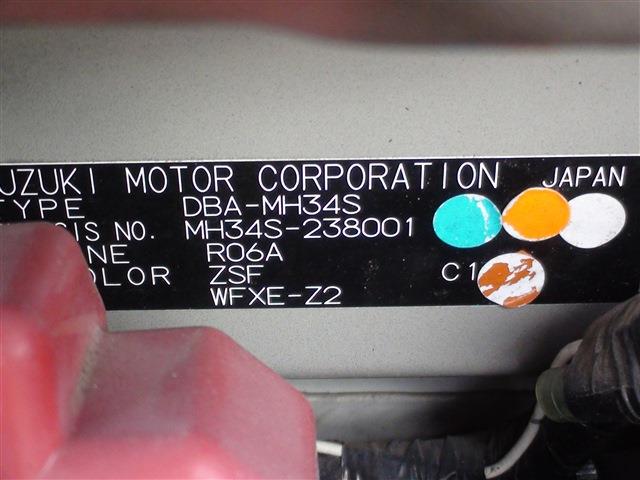 UZUKI MOTOR CORPORATION JAPAN
TYPE DBA-MH34S
SIS NO. MH34S-238001
NE R06A
OLOR ZSF C1
WFXE-Z2